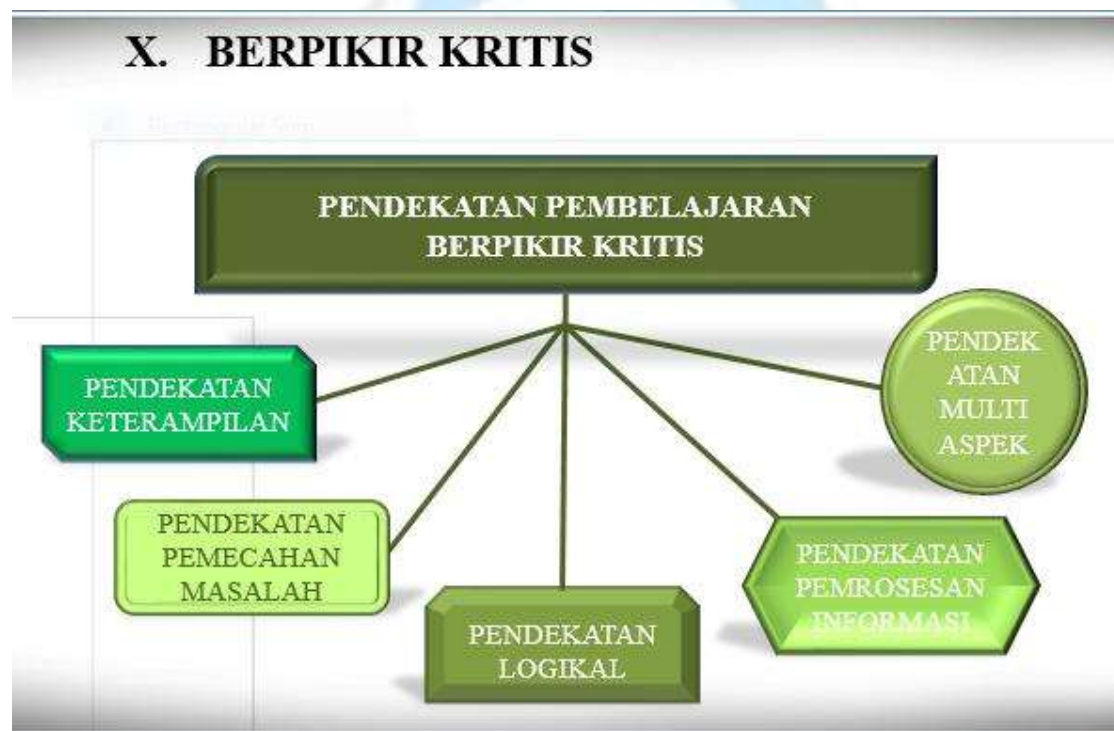 X. BERPIKIR KRITIS
PENDEKATAN PEMBELAJARAN
BERPIKIR KRITIS
PENDEKATAN
KETERAMPILAN
PENDEKATAN
PEMECAHAN
MASALAH
PENDEKATAN
LOGIKAL
PENDEKATAN
PEMROSESAN
INFORMASI
PENDEK
ATAN
MULTI
ASPEK